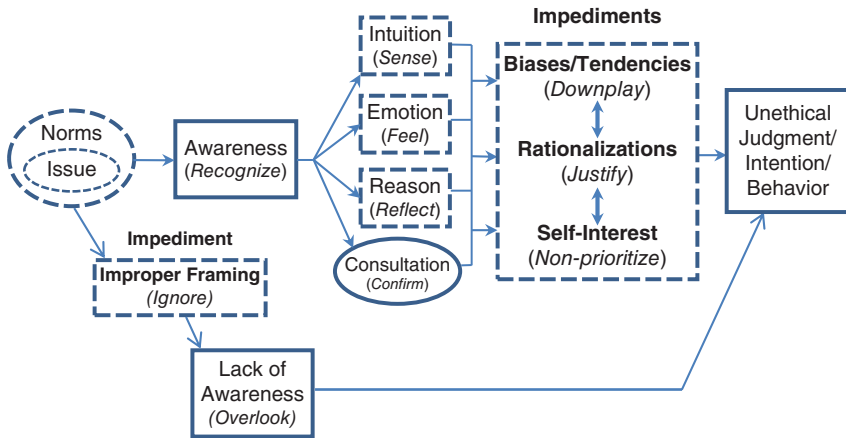 Impediments
Intuition
(Sense)
Biases/Tendencies
(Downplay)
Emotion
(Feel)
Norms
Issue
Awareness
(Recognize)
Rationalizations
(Justify)
Unethical
Judgment/
Intention/
Behavior
Reason
(Reflect)
Self-Interest
(Non-prioritize)
Impediment
Improper Framing
(Ignore)
Consultation
(Confirm)
Lack of
Awareness
(Overlook)